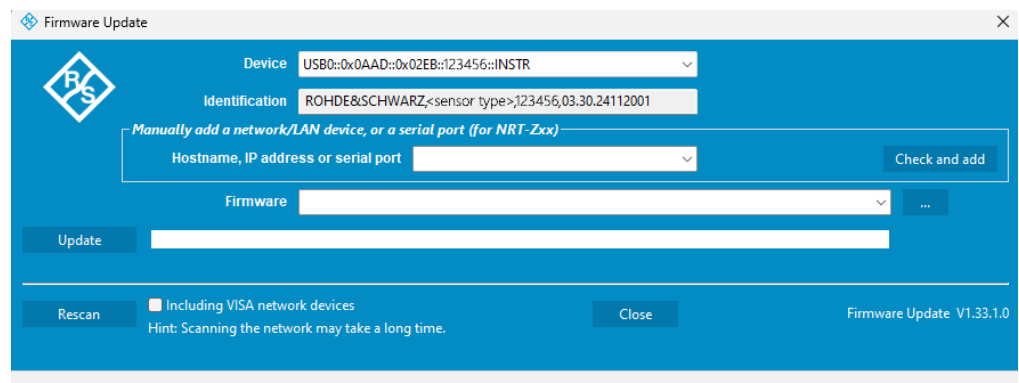 Firmware Update
R&S
Device USB0::0x0AAD::0x02EB::123456::INSTR
Identification ROHDE&SCHWARZ,<sensor type>,123456,03.30.24112001
Manually add a network/LAN device, or a serial port (for NRT-Zxx)
Hostname, IP address or serial port Check and add
Firmware ...
Update
Rescan Including VISA network devices Close Firmware Update V1.33.1.0
Hint: Scanning the network may take a long time.